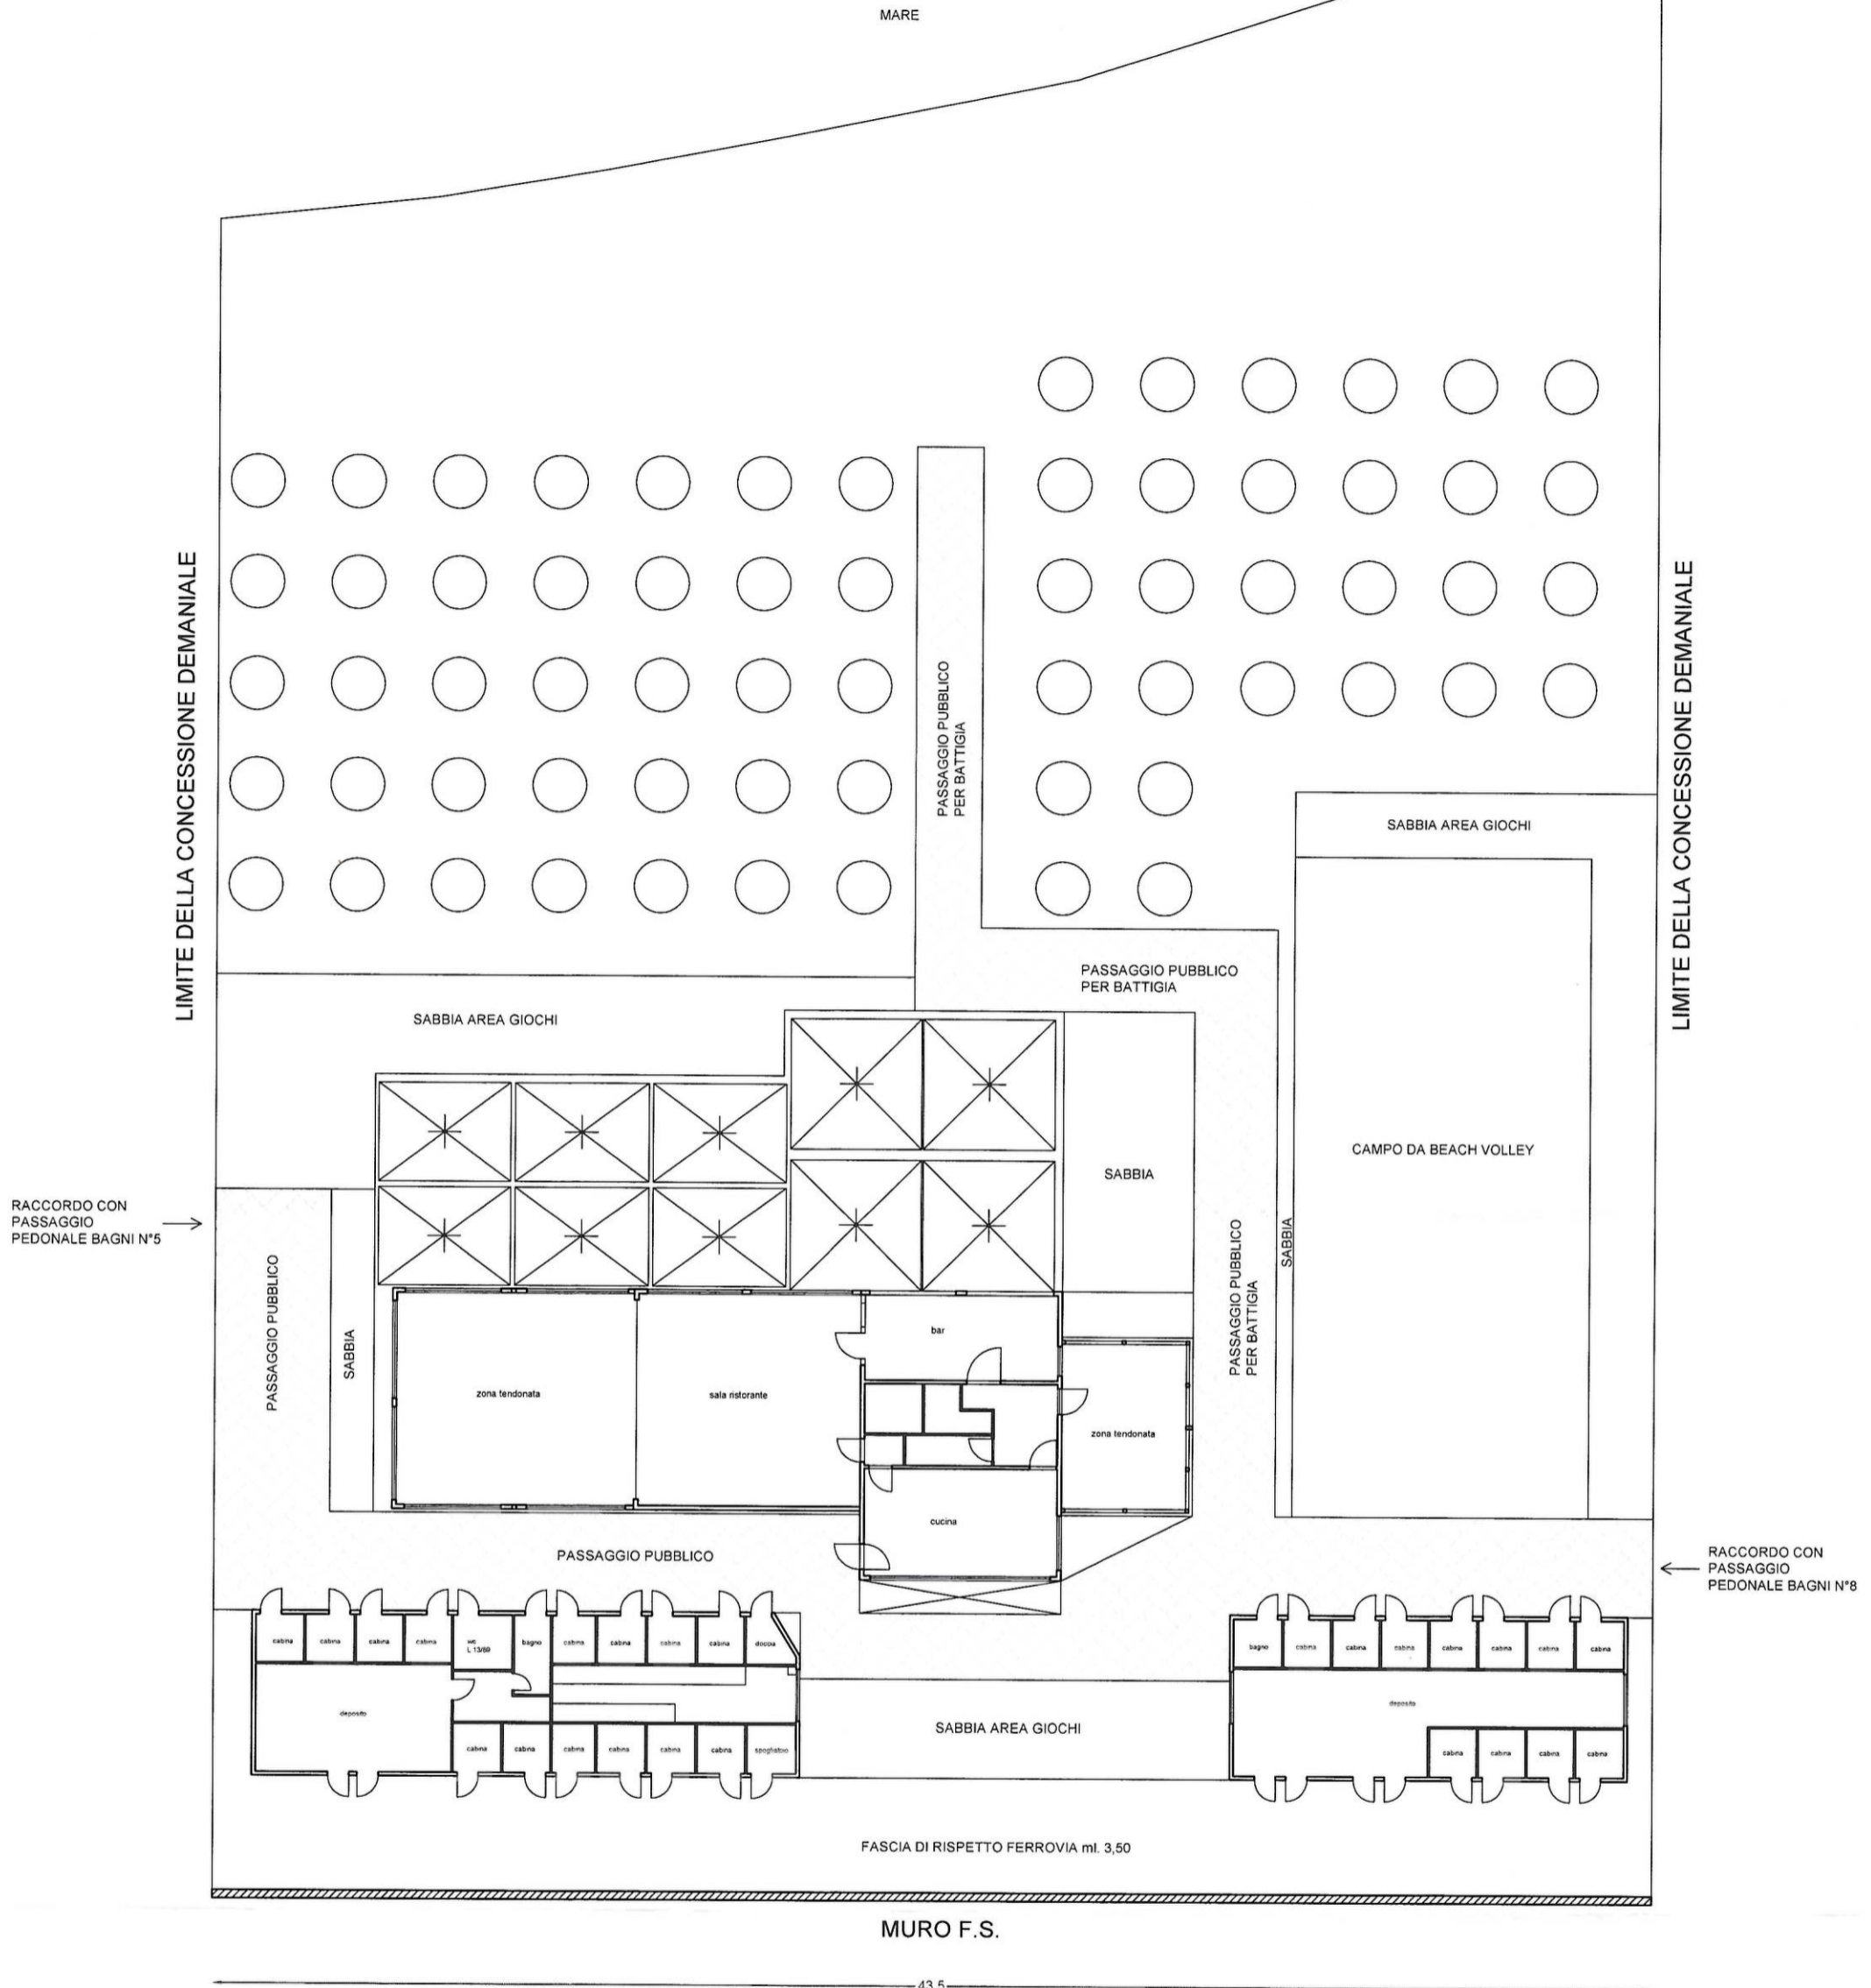 MARE
LIMITE DELLA CONCESSIONE DEMANIALE
LIMITE DELLA CONCESSIONE DEMANIALE
PASSAGGIO PUBBLICO
PER BATTIGIA
SABBIA AREA GIOCHI
PASSAGGIO PUBBLICO
PER BATTIGIA
SABBIA AREA GIOCHI
CAMPO DA BEACH VOLLEY
SABBIA
RACCORDO CON
PASSAGGIO
PEDONALE BAGNI N°5
PASSAGGIO PUBBLICO
SABBIA
PASSAGGIO PUBBLICO
PER BATTIGIA
SABBIA
bar
zona tendonata
sala ristorante
zona tendonata
cucina
PASSAGGIO PUBBLICO
RACCORDO CON
PASSAGGIO
PEDONALE BAGNI N°8
cabina
cabina
cabina
cabina
wc
L 13/89
bagno
cabina
cabina
cabina
cabina
doccia
bagno
cabina
cabina
cabina
cabina
cabina
cabina
cabina
deposito
deposito
SABBIA AREA GIOCHI
cabina
cabina
cabina
cabina
cabina
cabina
spogliatoio
cabina
cabina
cabina
cabina
FASCIA DI RISPETTO FERROVIA ml. 3,50
MURO F.S.
43,5